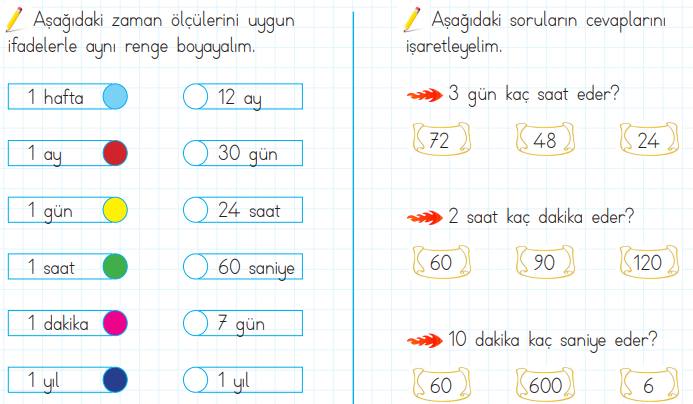 Aşağıdaki zaman ölçülerini uygun
ifadelerle aynı renge boyayalım.
1 hafta
12 ay
1 ay
30 gün
1 gün
24 saat
1 saat
60 saniye
1 dakika
7 gün
1 yıl
1 yıl
Aşağıdaki soruların cevaplarını
işaretleyelim.
3 gün kaç saat eder?
72 48 24
2 saat kaç dakika eder?
60 90 120
10 dakika kaç saniye eder?
60 600 6